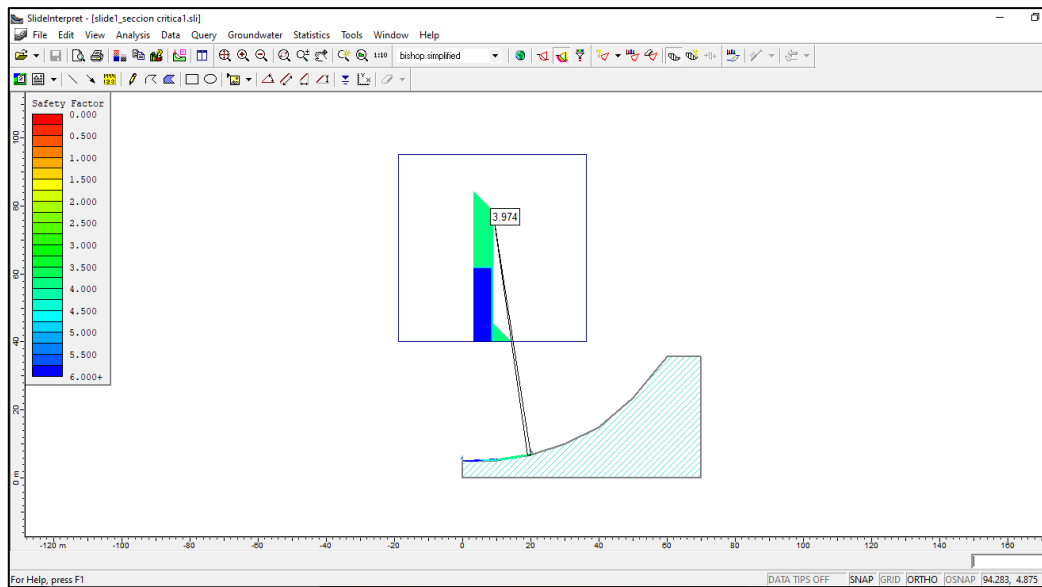 SlideInterpret - [slide1_seccion critica1.sli]
File Edit View Analysis Data Query Groundwater Statistics Tools Window Help
1:10 bishop simplified
Safety Factor
0.000
0.500
1.000
1.500
2.000
2.500
3.000
3.500
4.000
4.500
5.000
5.500
6.000+
100
80
60
40
20
0 m
3.974
-120 m -100 -80 -60 -40 -20 0 20 40 60 80 100 120 140 160
For Help, press F1
DATA TIPS OFF SNAP GRID ORTHO OSNAP 94.283, 4.875